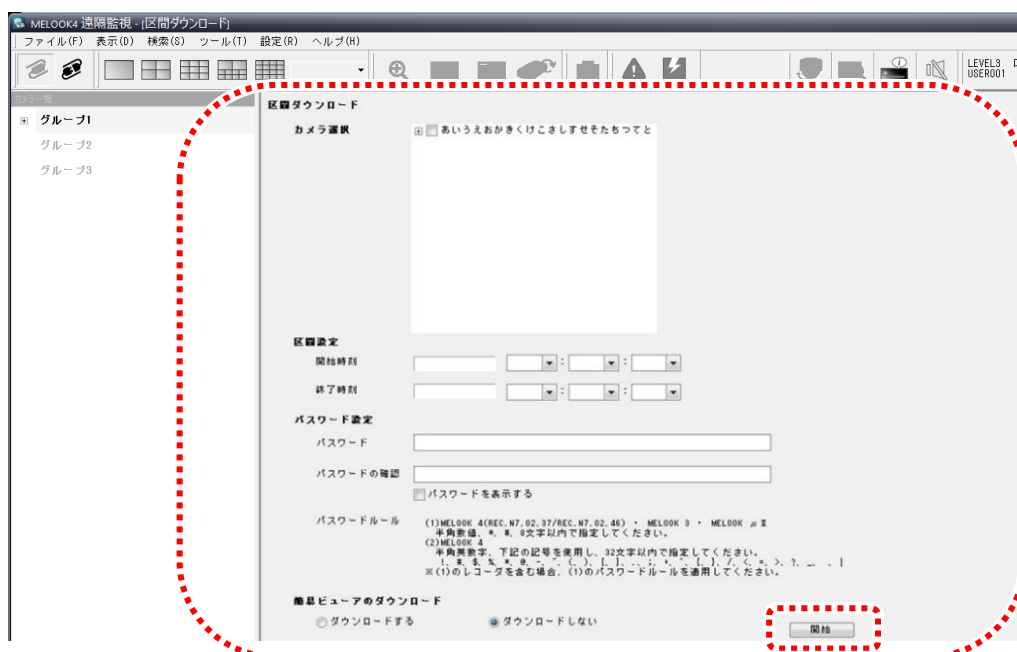 MELOOK4 遠隔監視 - [区間ダウンロード]
ファイル(F) 表示(D) 検索(S) ツール(T) 設定(R) ヘルプ(H)
LEVEL3
USER001
カメラ一覧
グループ1
グループ2
グループ3
区間ダウンロード
カメラ選択
あいうえおかきくけこさしすせそたちつてと
区間設定
開始時刻 : :
終了時刻 : :
パスワード設定
パスワード
パスワードの確認
パスワードを表示する
パスワードルール
(1)MELOOK 4(REC.N7.02.37/REC.N7.02.46) ・ MELOOK 3 ・ MELOOK μⅡ
半角数値、*、#、8文字以内で指定してください。
(2)MELOOK 4
半角英数字、下記の記号を使用し、32文字以内で指定してください。
※(1)のレコーダを含む場合、(1)のパスワードルールを適用してください。
簡易ビューアのダウンロード
ダウンロードする ダウンロードしない
開始